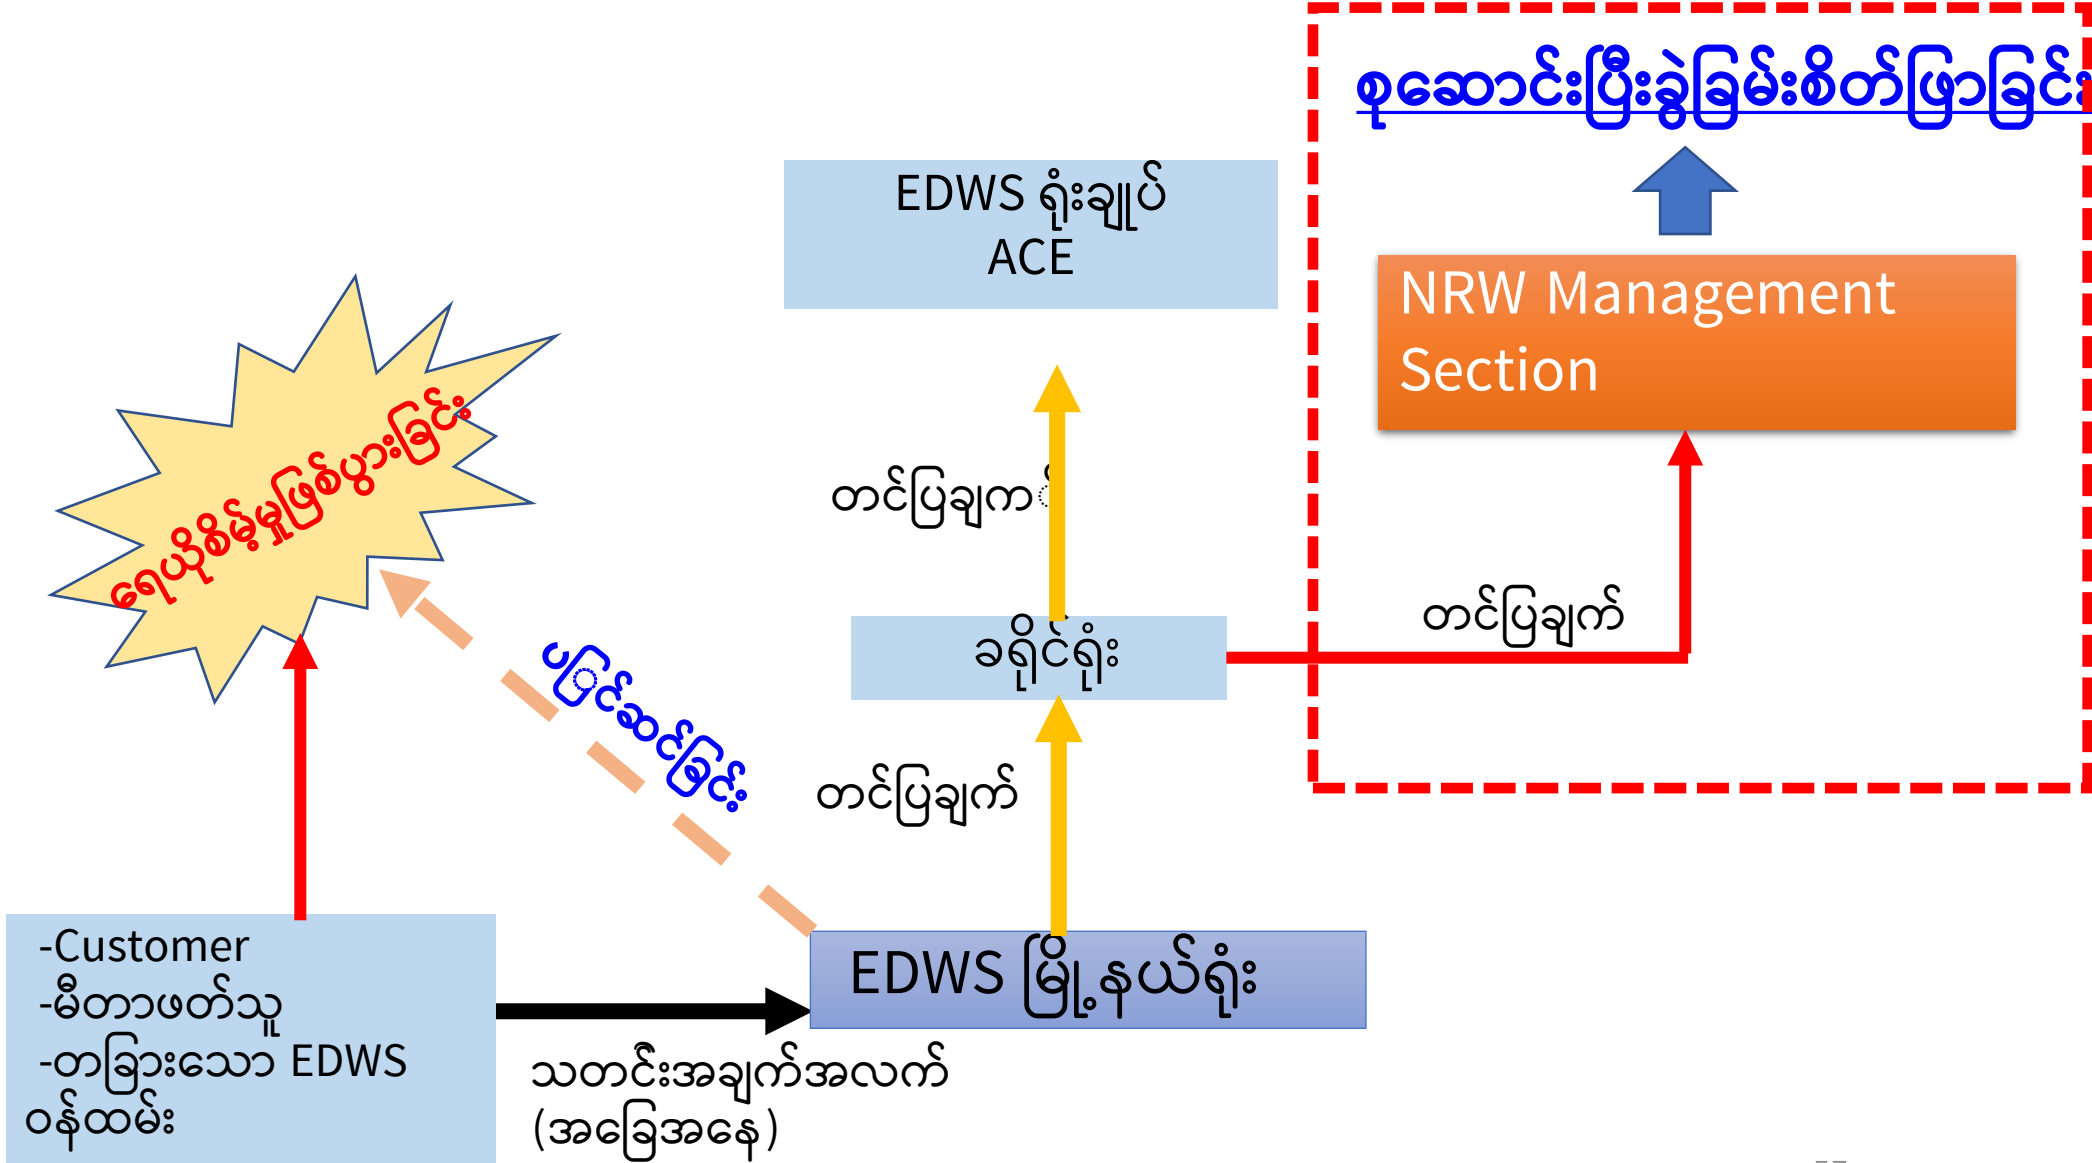 စုဆောင်းပြီးခွဲခြမ်းစိတ်ဖြာခြင်း
EDWS ရုံးချုပ်
ACE
NRW Management
Section
ရေယိုစိမ့်မှုဖြစ်ပွားခြင်း
တင်ပြချက်
တင်ပြချက်
ခရိုင်ရုံး
ပြင်ဆင်ခြင်း
တင်ပြချက်
-Customer
-မီတာဖတ်သူ
-တခြားသော EDWS
ဝန်ထမ်း
EDWS မြို့နယ်ရုံး
သတင်းအချက်အလက်
(အခြေအနေ)